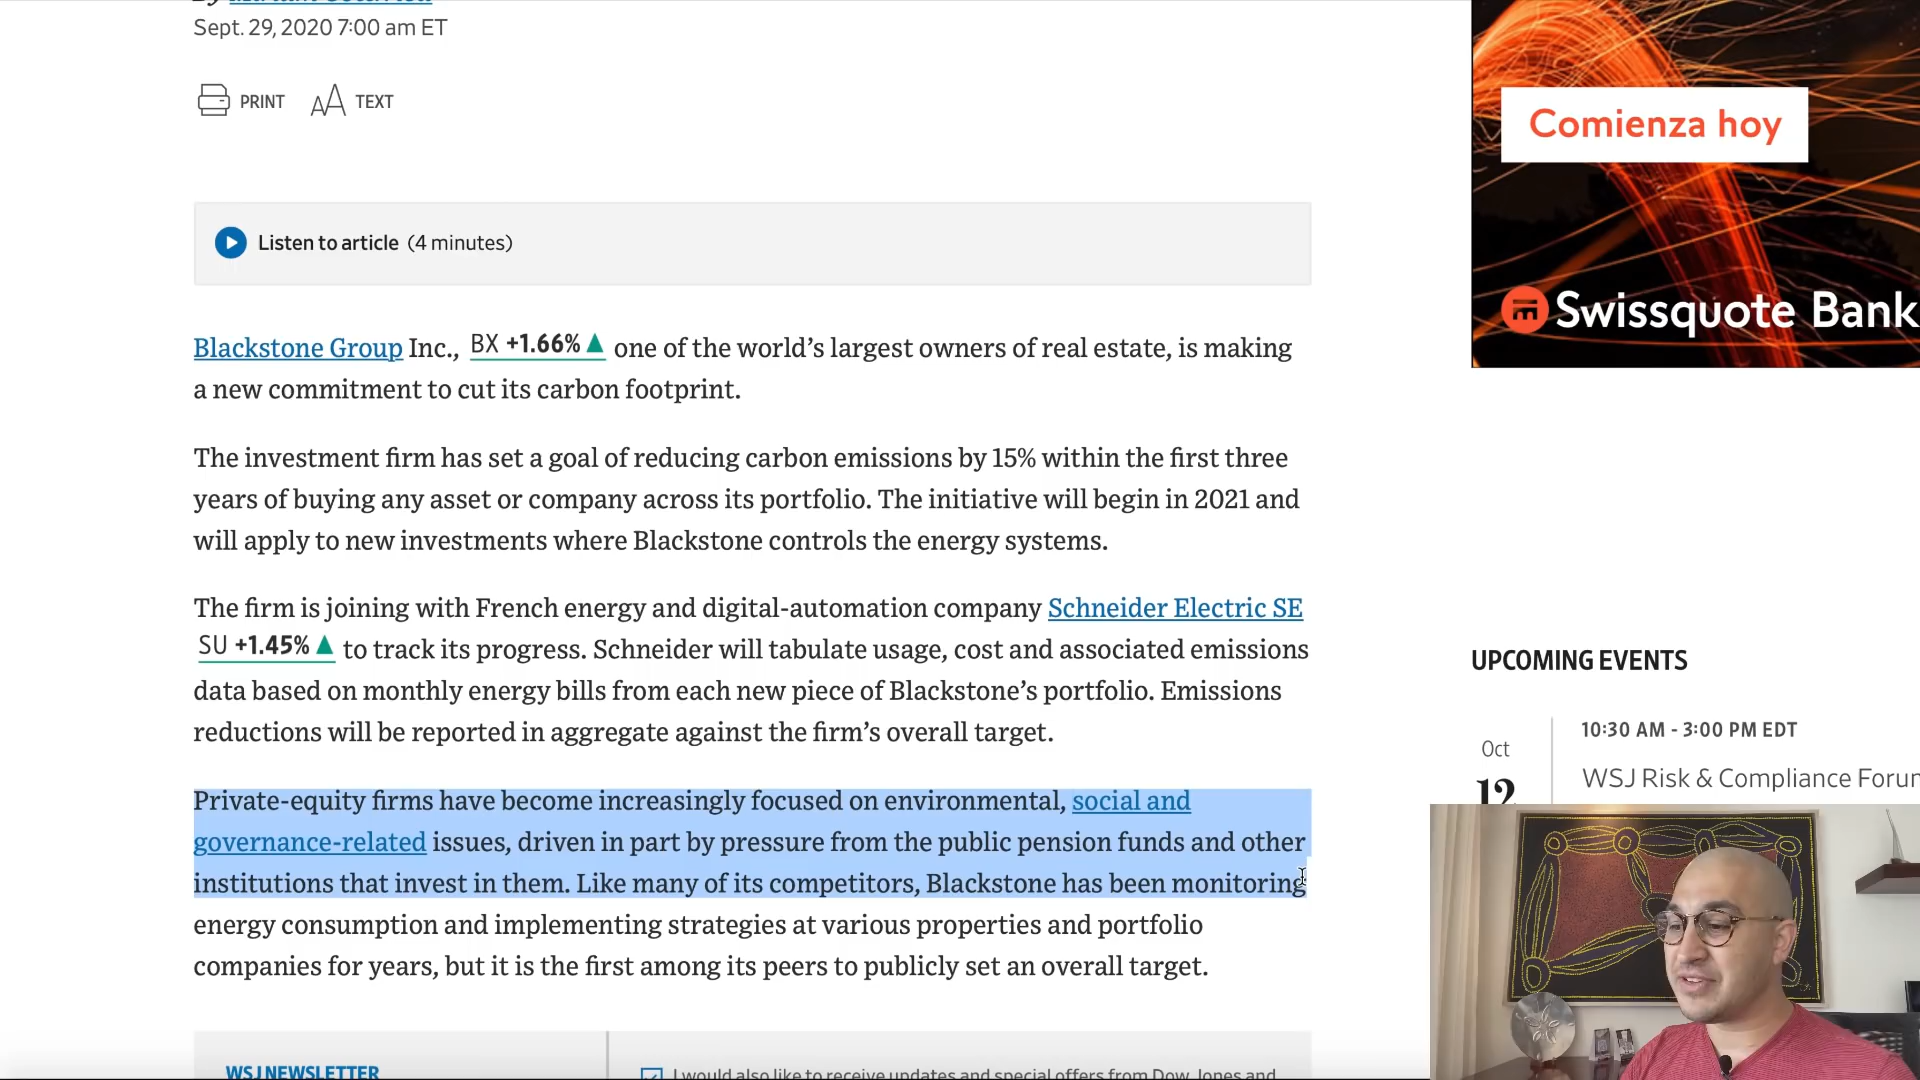 By
Sept. 29, 2020 7:00 am ET
PRINT
TEXT
Listen to article (4 minutes)
Blackstone Group Inc., BX +1.66% ▲ one of the world’s largest owners of real estate, is making
a new commitment to cut its carbon footprint.
The investment firm has set a goal of reducing carbon emissions by 15% within the first three
years of buying any asset or company across its portfolio. The initiative will begin in 2021 and
will apply to new investments where Blackstone controls the energy systems.
The firm is joining with French energy and digital-automation company Schneider Electric SE
SU +1.45% ▲ to track its progress. Schneider will tabulate usage, cost and associated emissions
data based on monthly energy bills from each new piece of Blackstone’s portfolio. Emissions
reductions will be reported in aggregate against the firm’s overall target.
Private-equity firms have become increasingly focused on environmental, social and
governance-related issues, driven in part by pressure from the public pension funds and other
institutions that invest in them. Like many of its competitors, Blackstone has been monitoring
energy consumption and implementing strategies at various properties and portfolio
companies for years, but it is the first among its peers to publicly set an overall target.
WSJ NEWSLETTER
I would also like to receive updates and special offers from Dow Jones and
Comienza hoy
Swissquote Bank
UPCOMING EVENTS
Oct
12
10:30 AM - 3:00 PM EDT
WSJ Risk & Compliance Forum